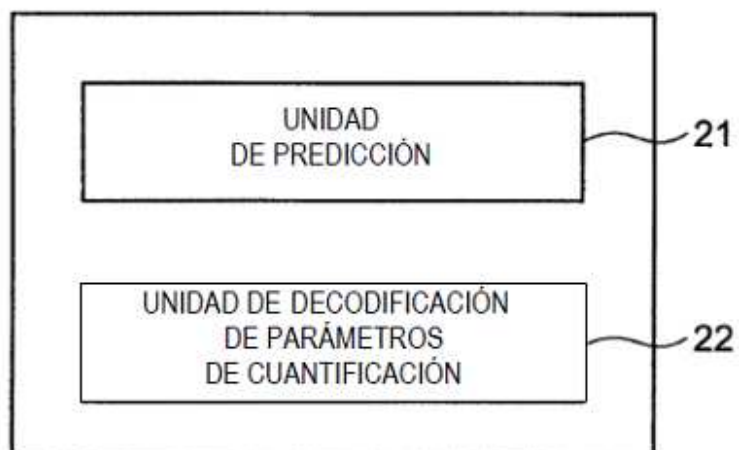 UNIDAD
DE PREDICCIÓN
21
UNIDAD DE DECODIFICACIÓN
DE PARÁMETROS
DE CUANTIFICACIÓN
22